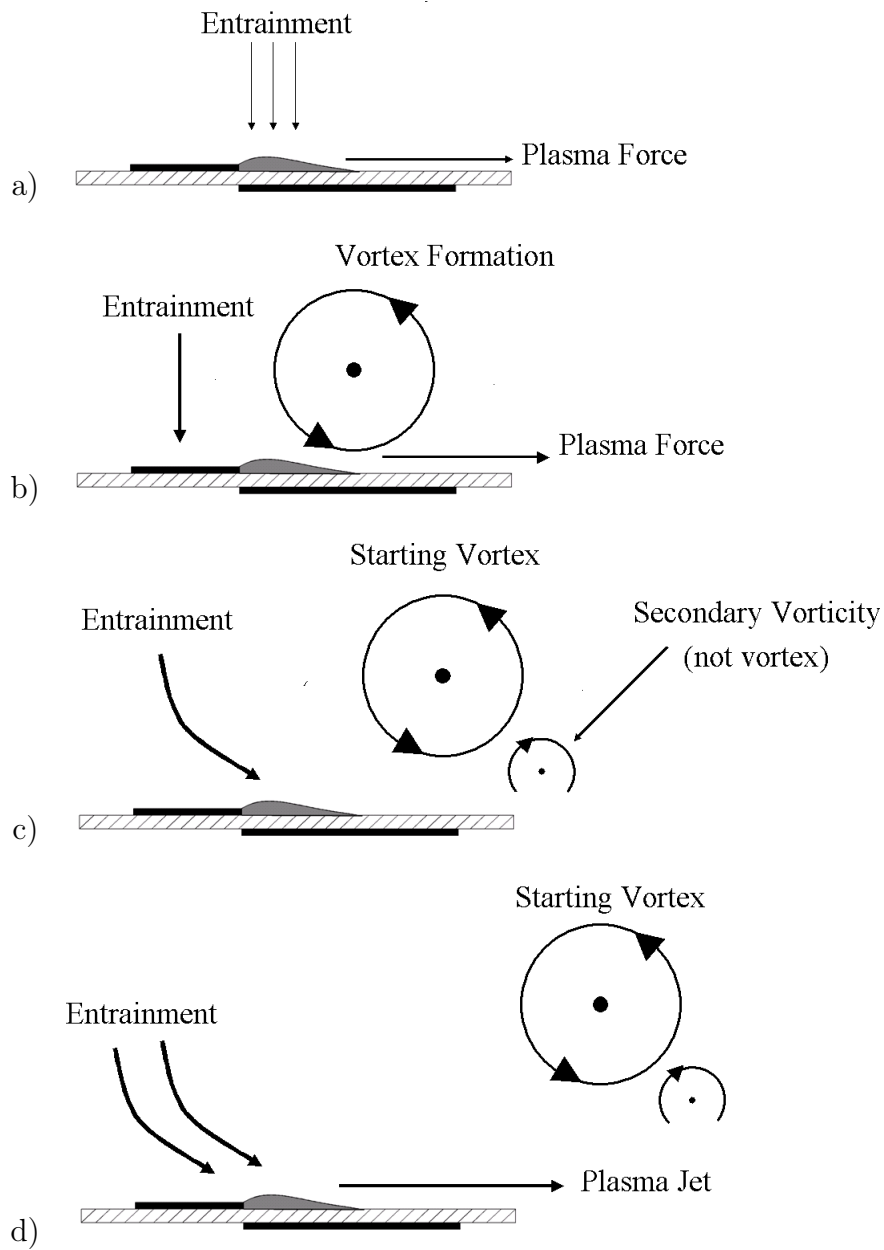 Entrainment
Plasma Force
a)
Vortex Formation
Entrainment
Plasma Force
b)
Starting Vortex
Entrainment
Secondary Vorticity
(not vortex)
c)
Starting Vortex
Entrainment
Plasma Jet
d)